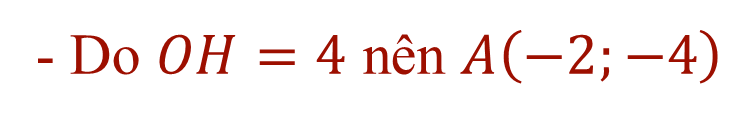 - Do 𝑂𝐻 = 4 nên 𝐴(−2; −4)